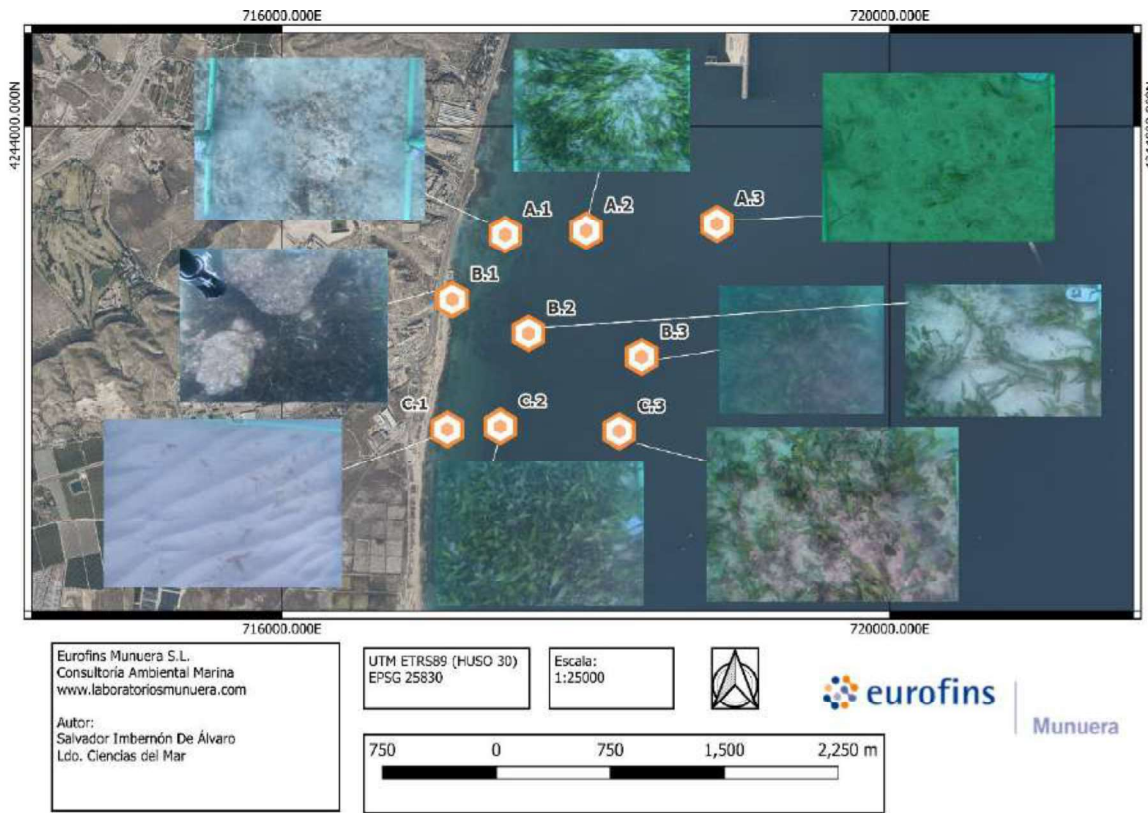 716000.000E
720000.000E
4244000.000N
A.1
A.2
A.3
B.1
B.2
B.3
C.1
C.2
C.3
716000.000E
720000.000E
Eurofins Munuera S.L.
Consultoría Ambiental Marina
www.laboratoriosmunuera.com
Autor:
Salvador Imbernón De Álvaro
Ldo. Ciencias del Mar
UTM ETRS89 (HUSO 30)
EPSG 25830
Escala:
1:25000
eurofins
Munuera
750 0 750 1,500 2,250 m